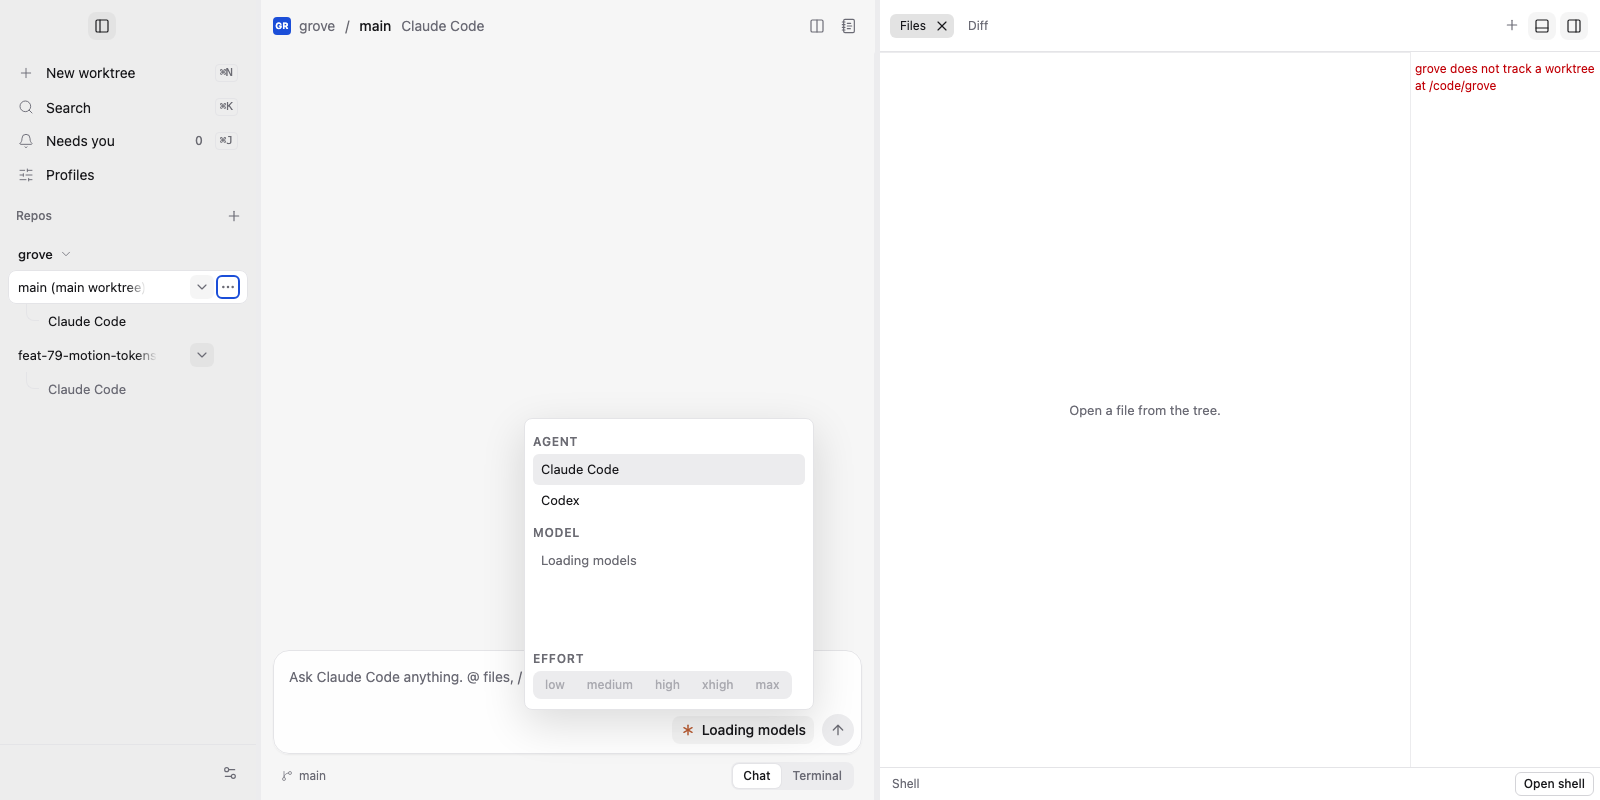 New worktree ⌘N
Search ⌘K
Needs you 0 ⌘J
Profiles
Repos
grove
main (main worktree)
Claude Code
feat-79-motion-tokens
Claude Code
GR grove / main Claude Code
AGENT
Claude Code
Codex
MODEL
Loading models
EFFORT
low medium high xhigh max
Ask Claude Code anything. @ files, /
Loading models
main
Chat Terminal
Files Diff
grove does not track a worktree
at /code/grove
Open a file from the tree.
Shell Open shell